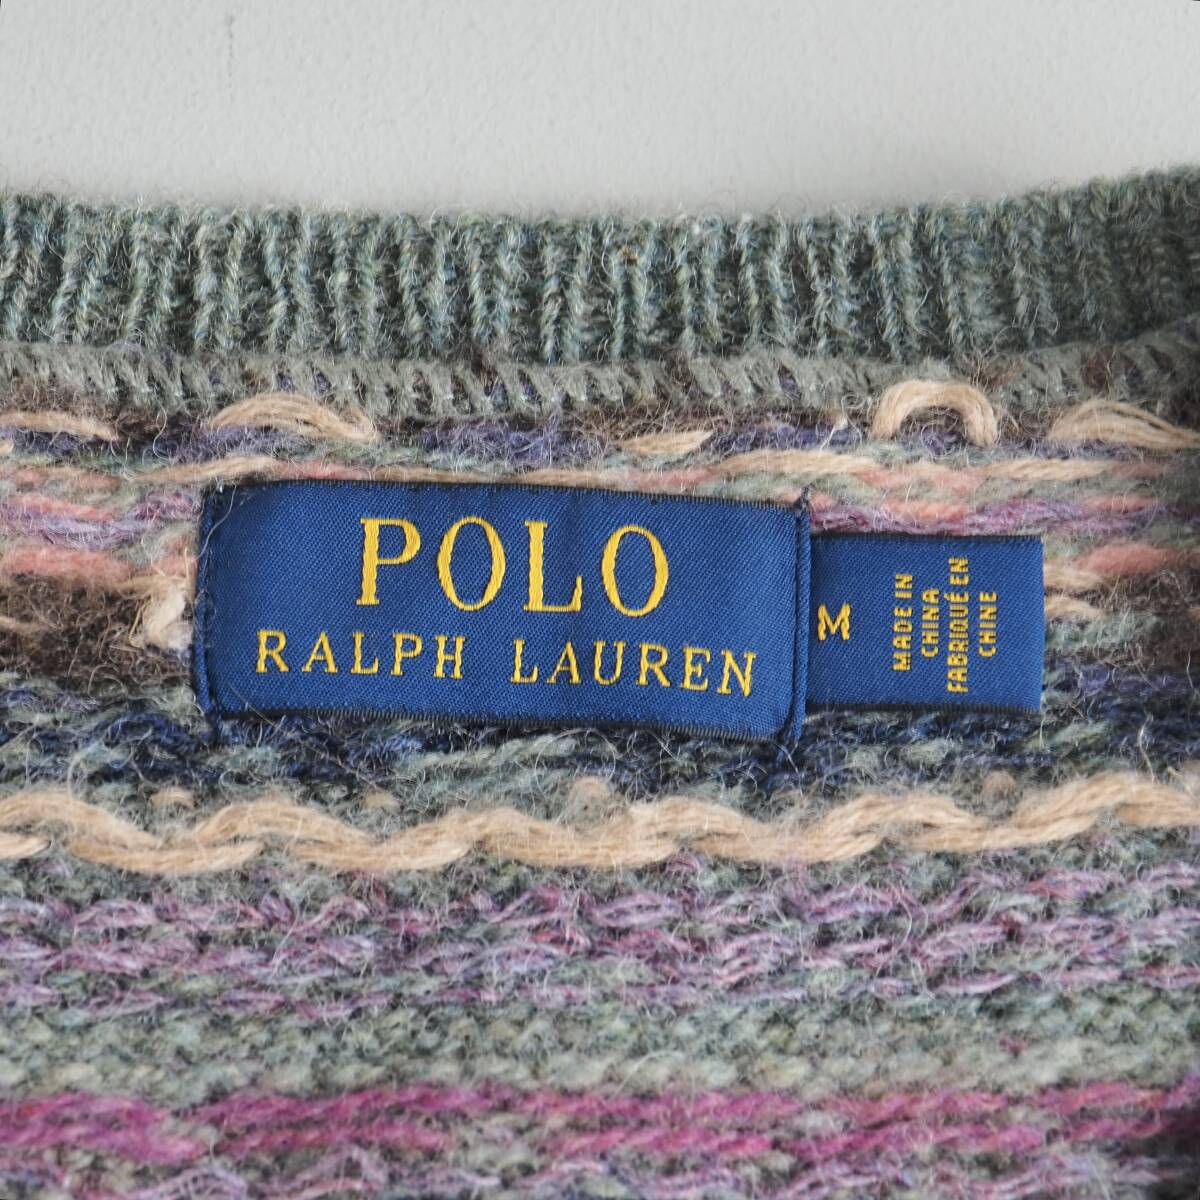 POLO
RALPH LAUREN
M
MADE IN
CHINA
FABRIQUÉ EN
CHINE